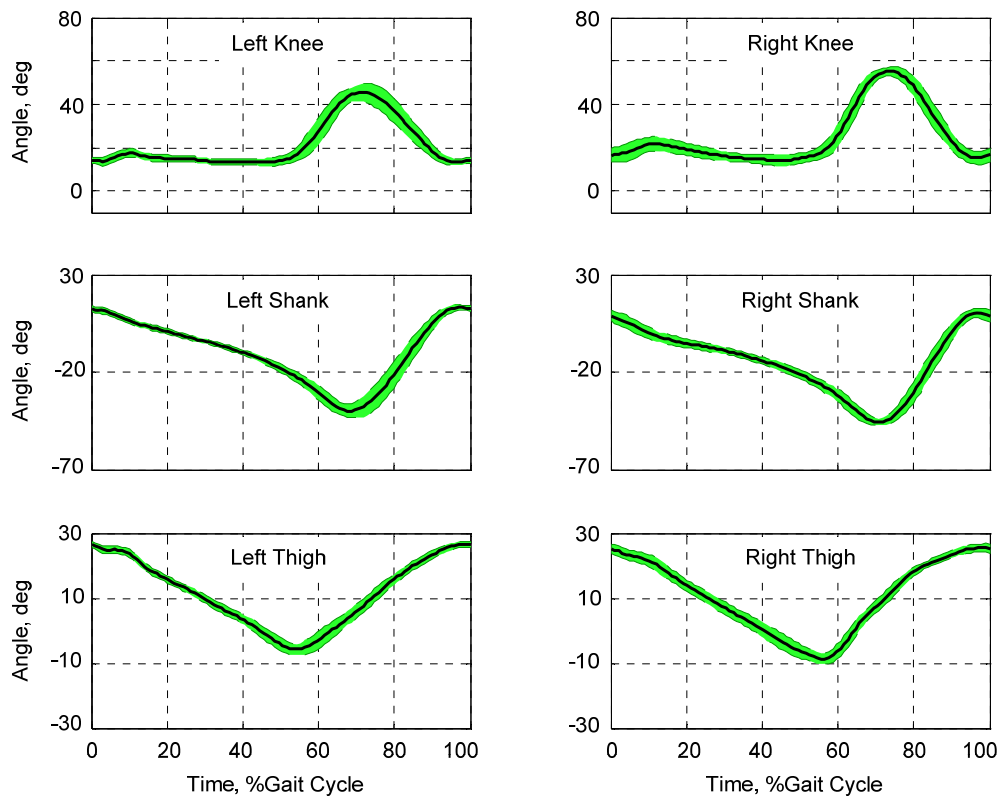 Left Knee
Right Knee
80
40
0
Angle, deg
80
40
0
Left Shank
Right Shank
30
-20
-70
Angle, deg
30
-20
-70
Left Thigh
Right Thigh
30
10
-10
-30
Angle, deg
30
10
-10
-30
0 20 40 60 80 100
0 20 40 60 80 100
Time, %Gait Cycle
Time, %Gait Cycle